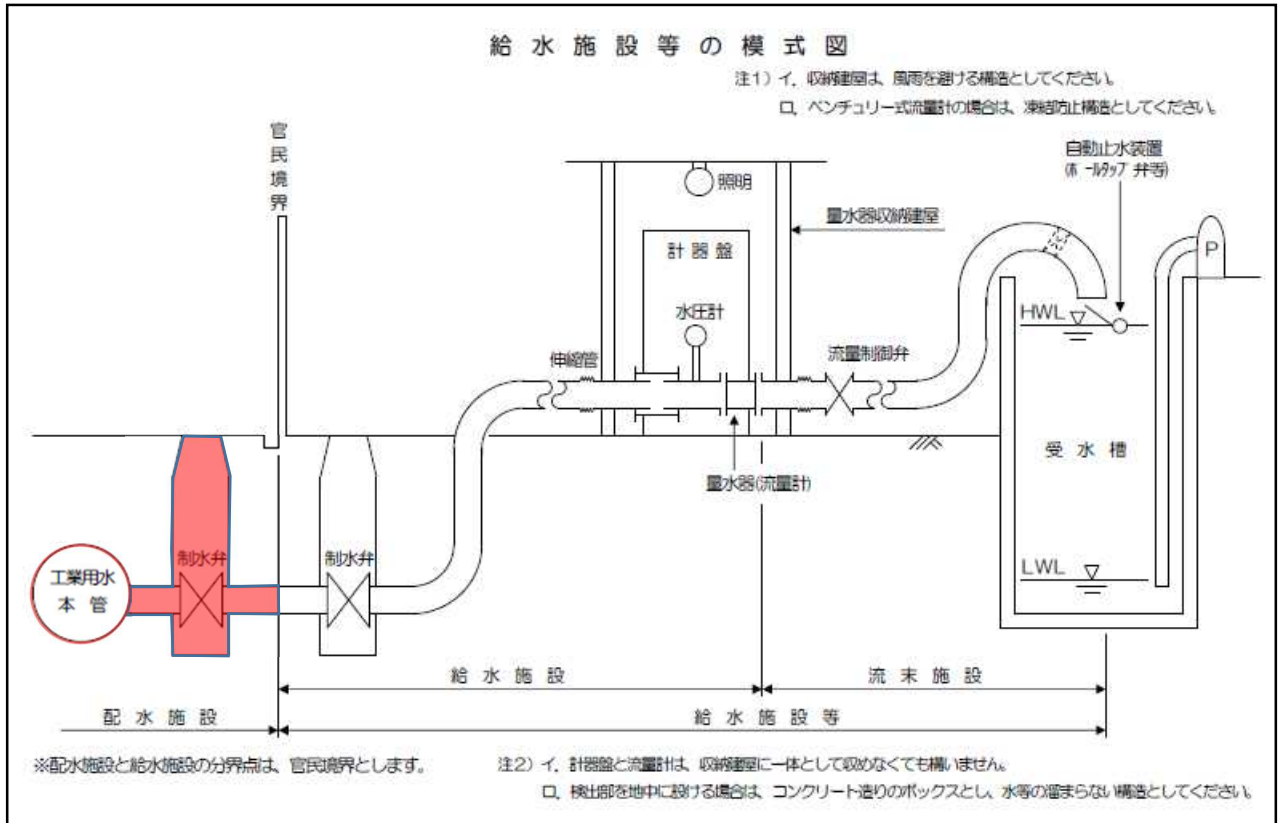 給水施設等の模式図
注1）イ．収納建屋は、風雨を避ける構造としてください。
ロ．ベンチュリー式流量計の場合は、凍結防止構造としてください。
官民境界
自動止水装置
(ﾎﾞｰﾙﾀｯﾌﾟ弁等)
照明
量水器収納建屋
計器盤
P
水圧計
HWL
伸縮管
流量制御弁
受水槽
量水器(流量計)
制水弁
制水弁
工業用水
本管
LWL
給水施設
流末施設
配水施設
給水施設等
※配水施設と給水施設の分界点は、官民境界とします。
注2）イ．計器盤と流量計は、収納建屋に一体として収めなくても構いません。
ロ．検出部を地中に設ける場合は、コンクリート造りのボックスとし、水等の溜まらない構造としてください。